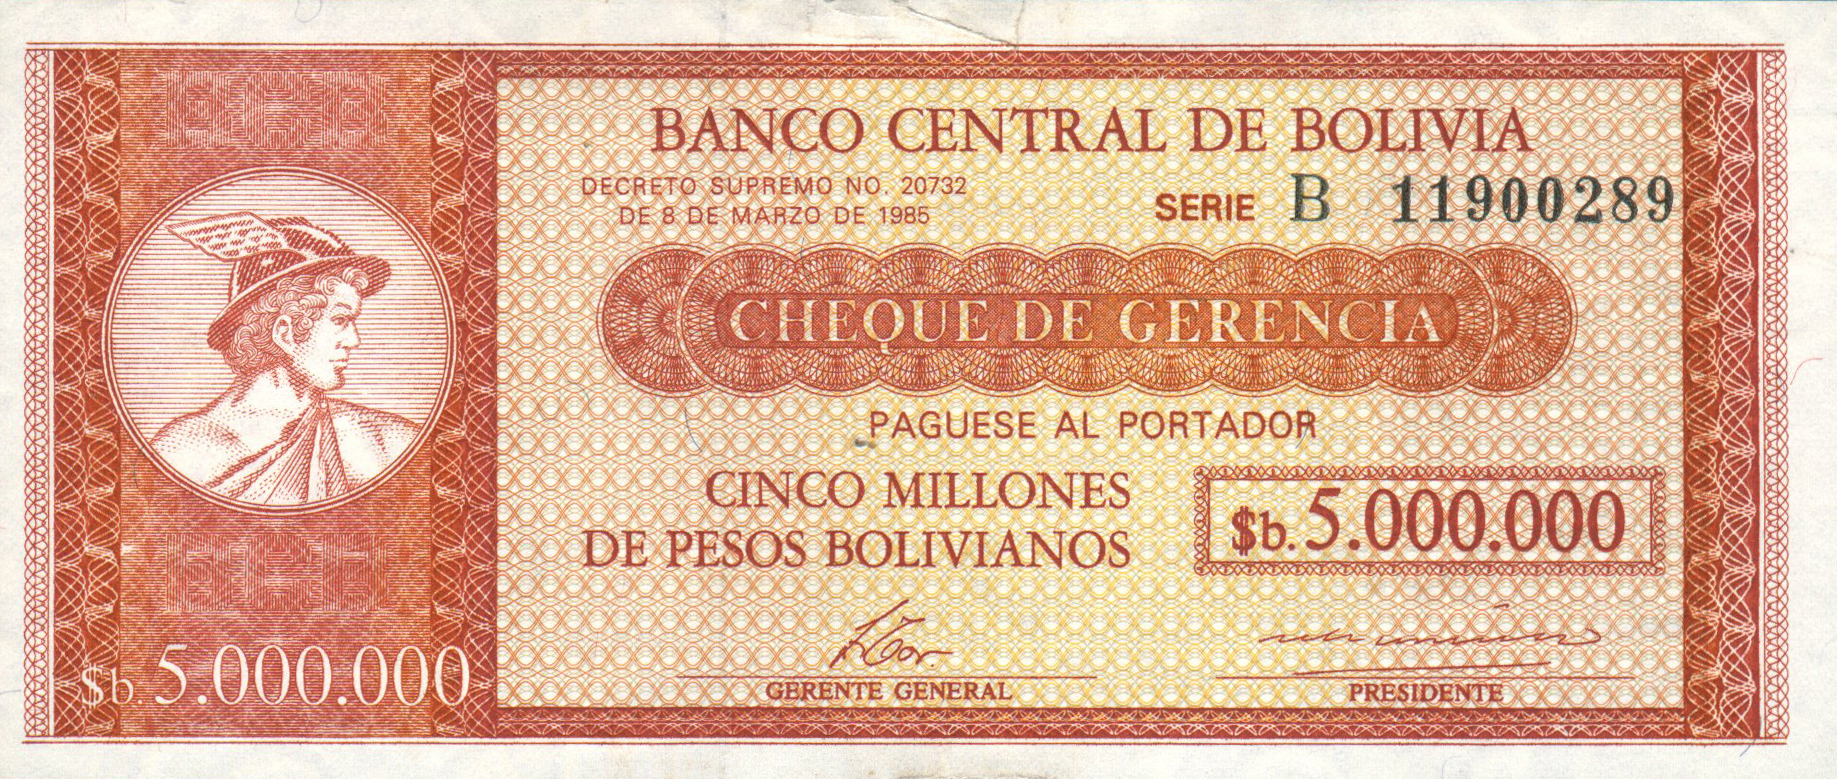 BANCO CENTRAL DE BOLIVIA
DECRETO SUPREMO NO. 20732
DE 8 DE MARZO DE 1985
SERIE B 11900289
CHEQUE DE GERENCIA
PAGUESE AL PORTADOR
CINCO MILLONES
DE PESOS BOLIVIANOS
$b. 5.000.000
$b. 5.000.000
GERENTE GENERAL
PRESIDENTE